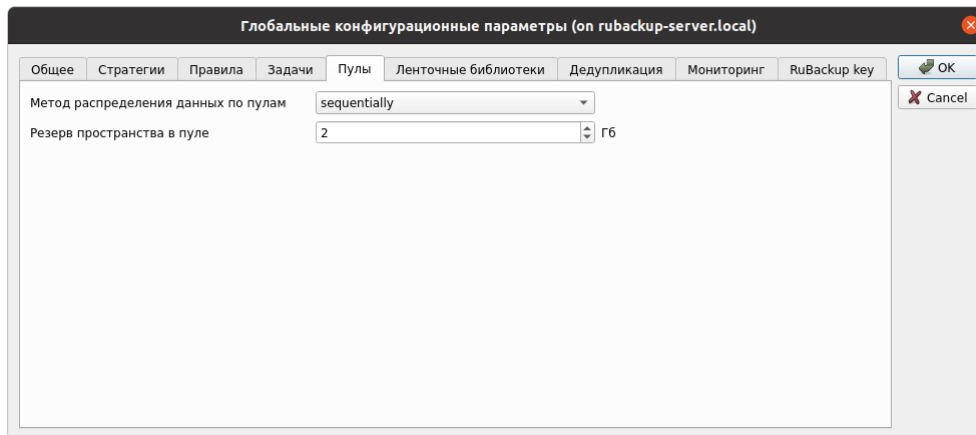 Глобальные конфигурационные параметры (on rubackup-server.local)
Общее Стратегии Правила Задачи Пулы Ленточные библиотеки Дедупликация Мониторинг RuBackup key OK
Метод распределения данных по пулам sequentially Cancel
Резерв пространства в пуле 2 Гб